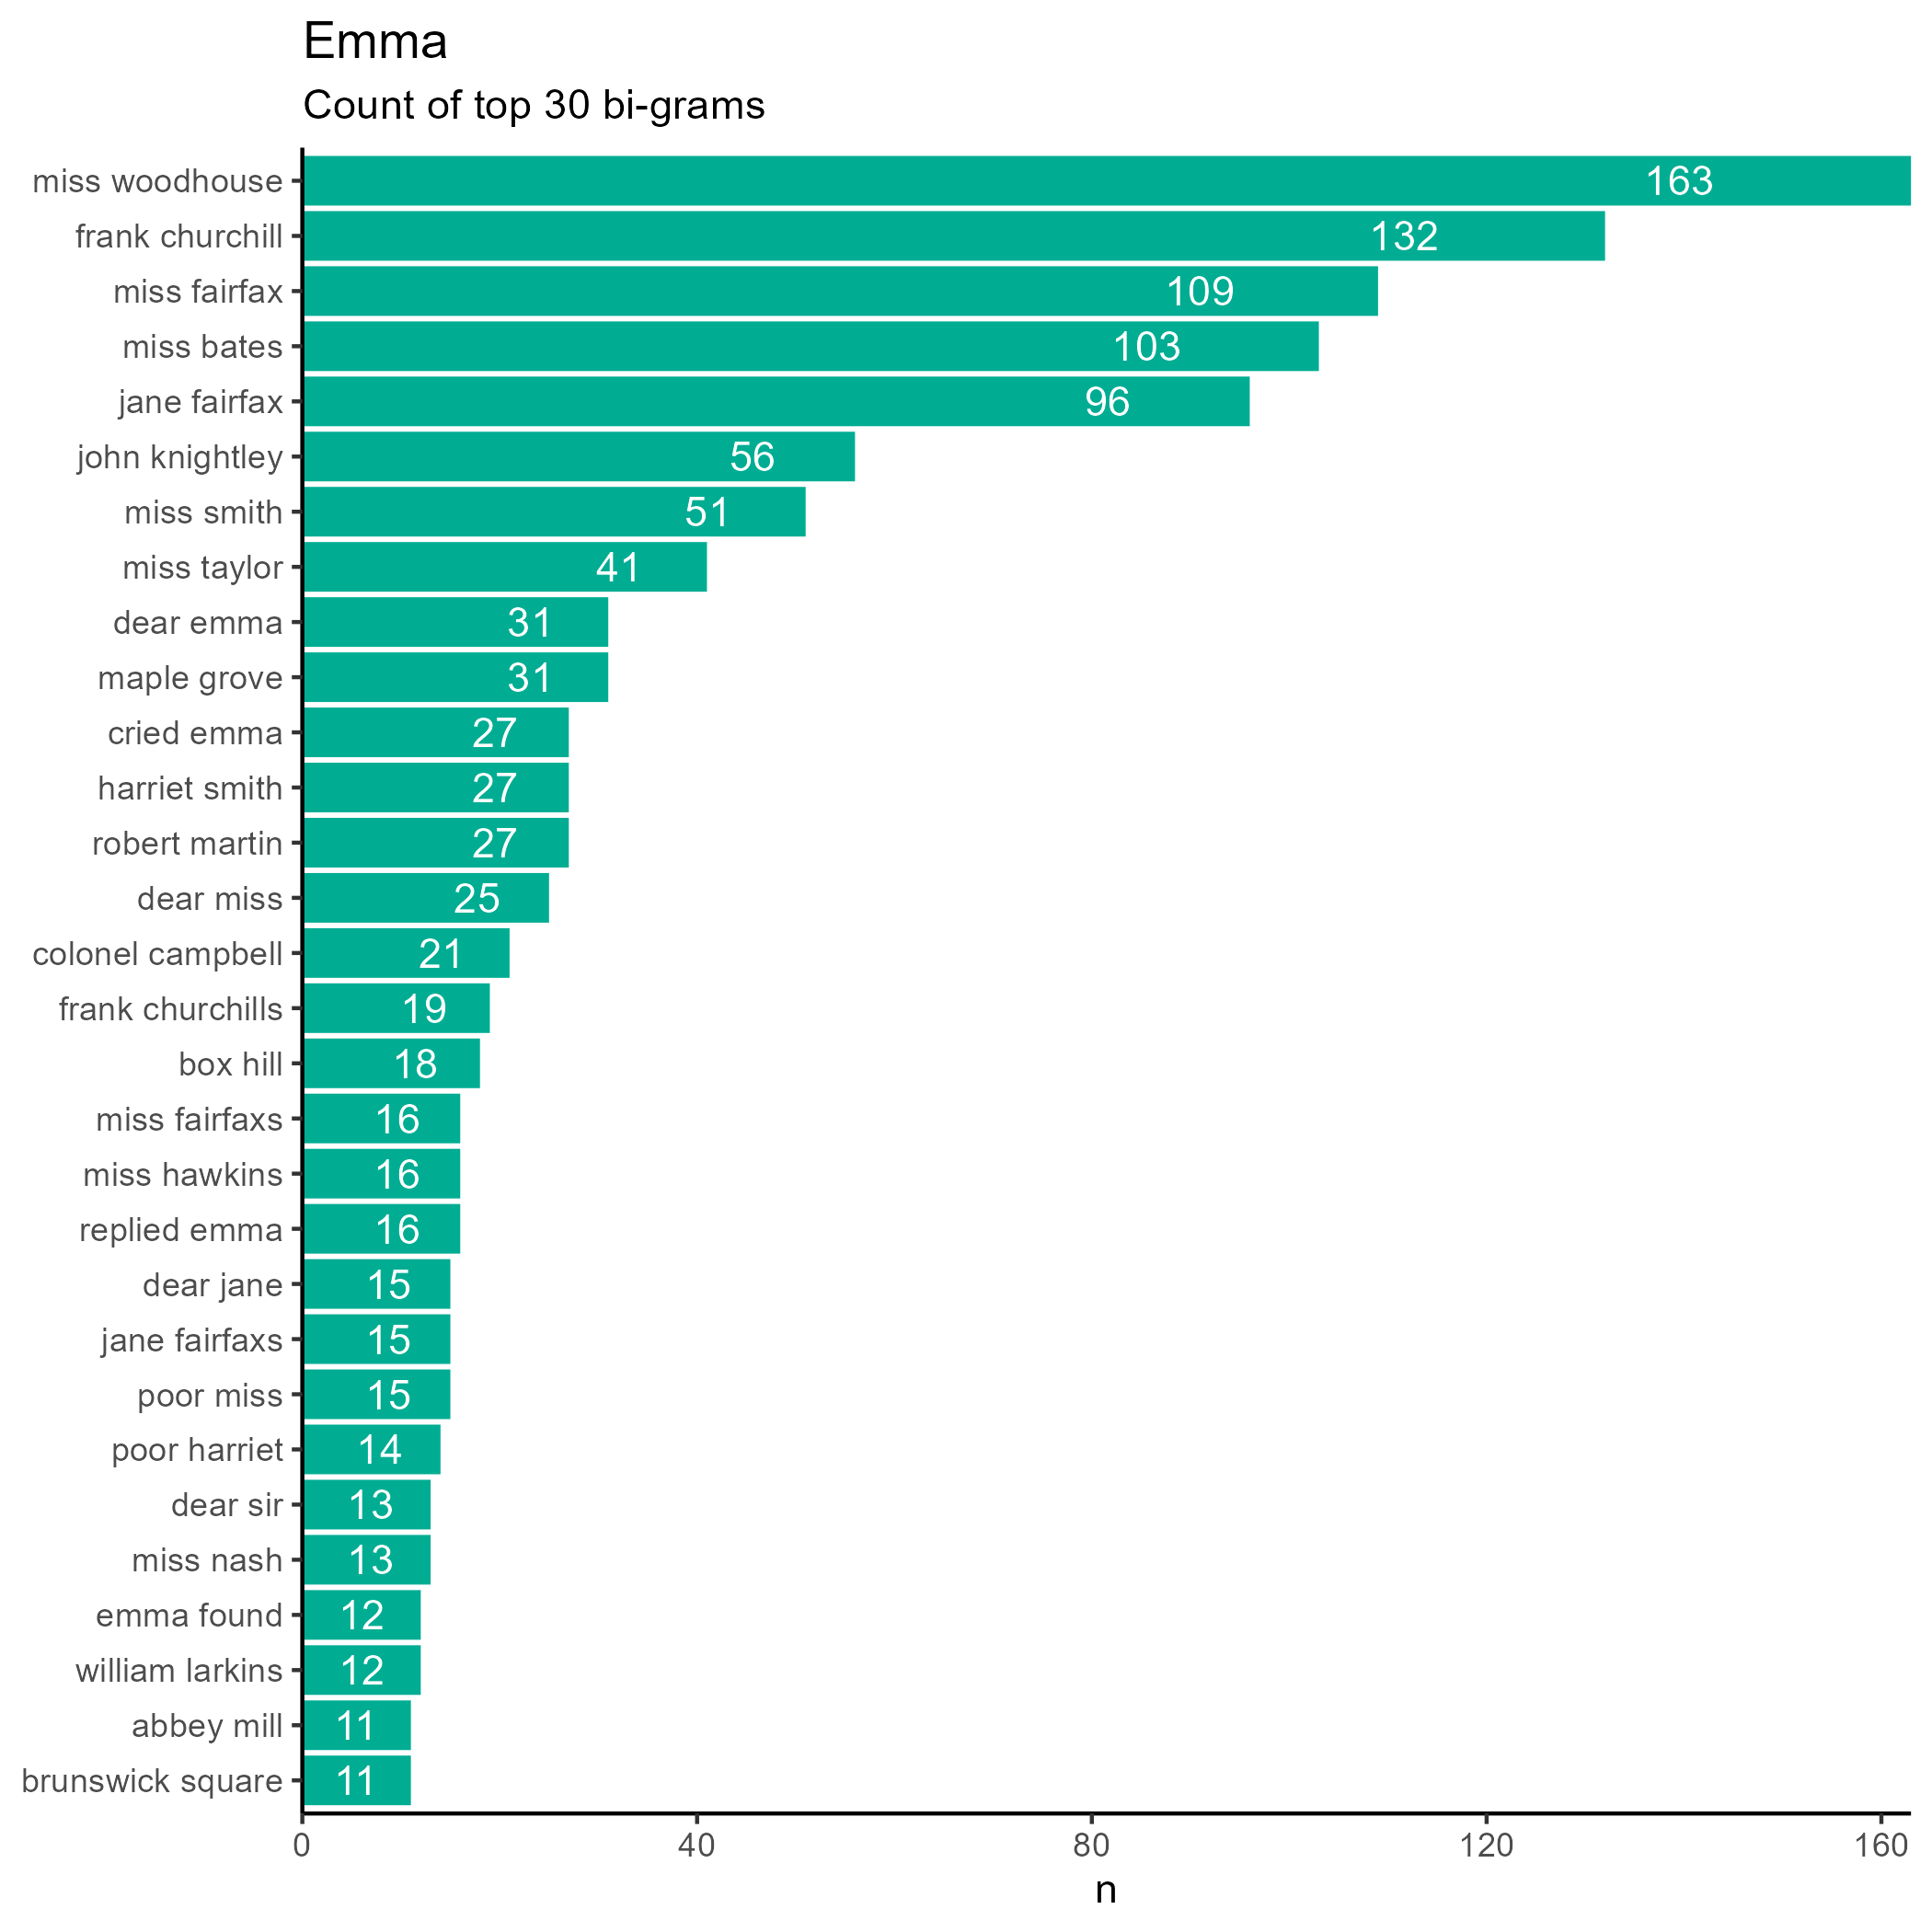 Emma
Count of top 30 bi-grams
miss woodhouse 163
frank churchill 132
miss fairfax 109
miss bates 103
jane fairfax 96
john knightley 56
miss smith 51
miss taylor 41
dear emma 31
maple grove 31
cried emma 27
harriet smith 27
robert martin 27
dear miss 25
colonel campbell 21
frank churchills 19
box hill 18
miss fairfaxs 16
miss hawkins 16
replied emma 16
dear jane 15
jane fairfaxs 15
poor miss 15
poor harriet 14
dear sir 13
miss nash 13
emma found 12
william larkins 12
abbey mill 11
brunswick square 11
0 40 80 120 160
n